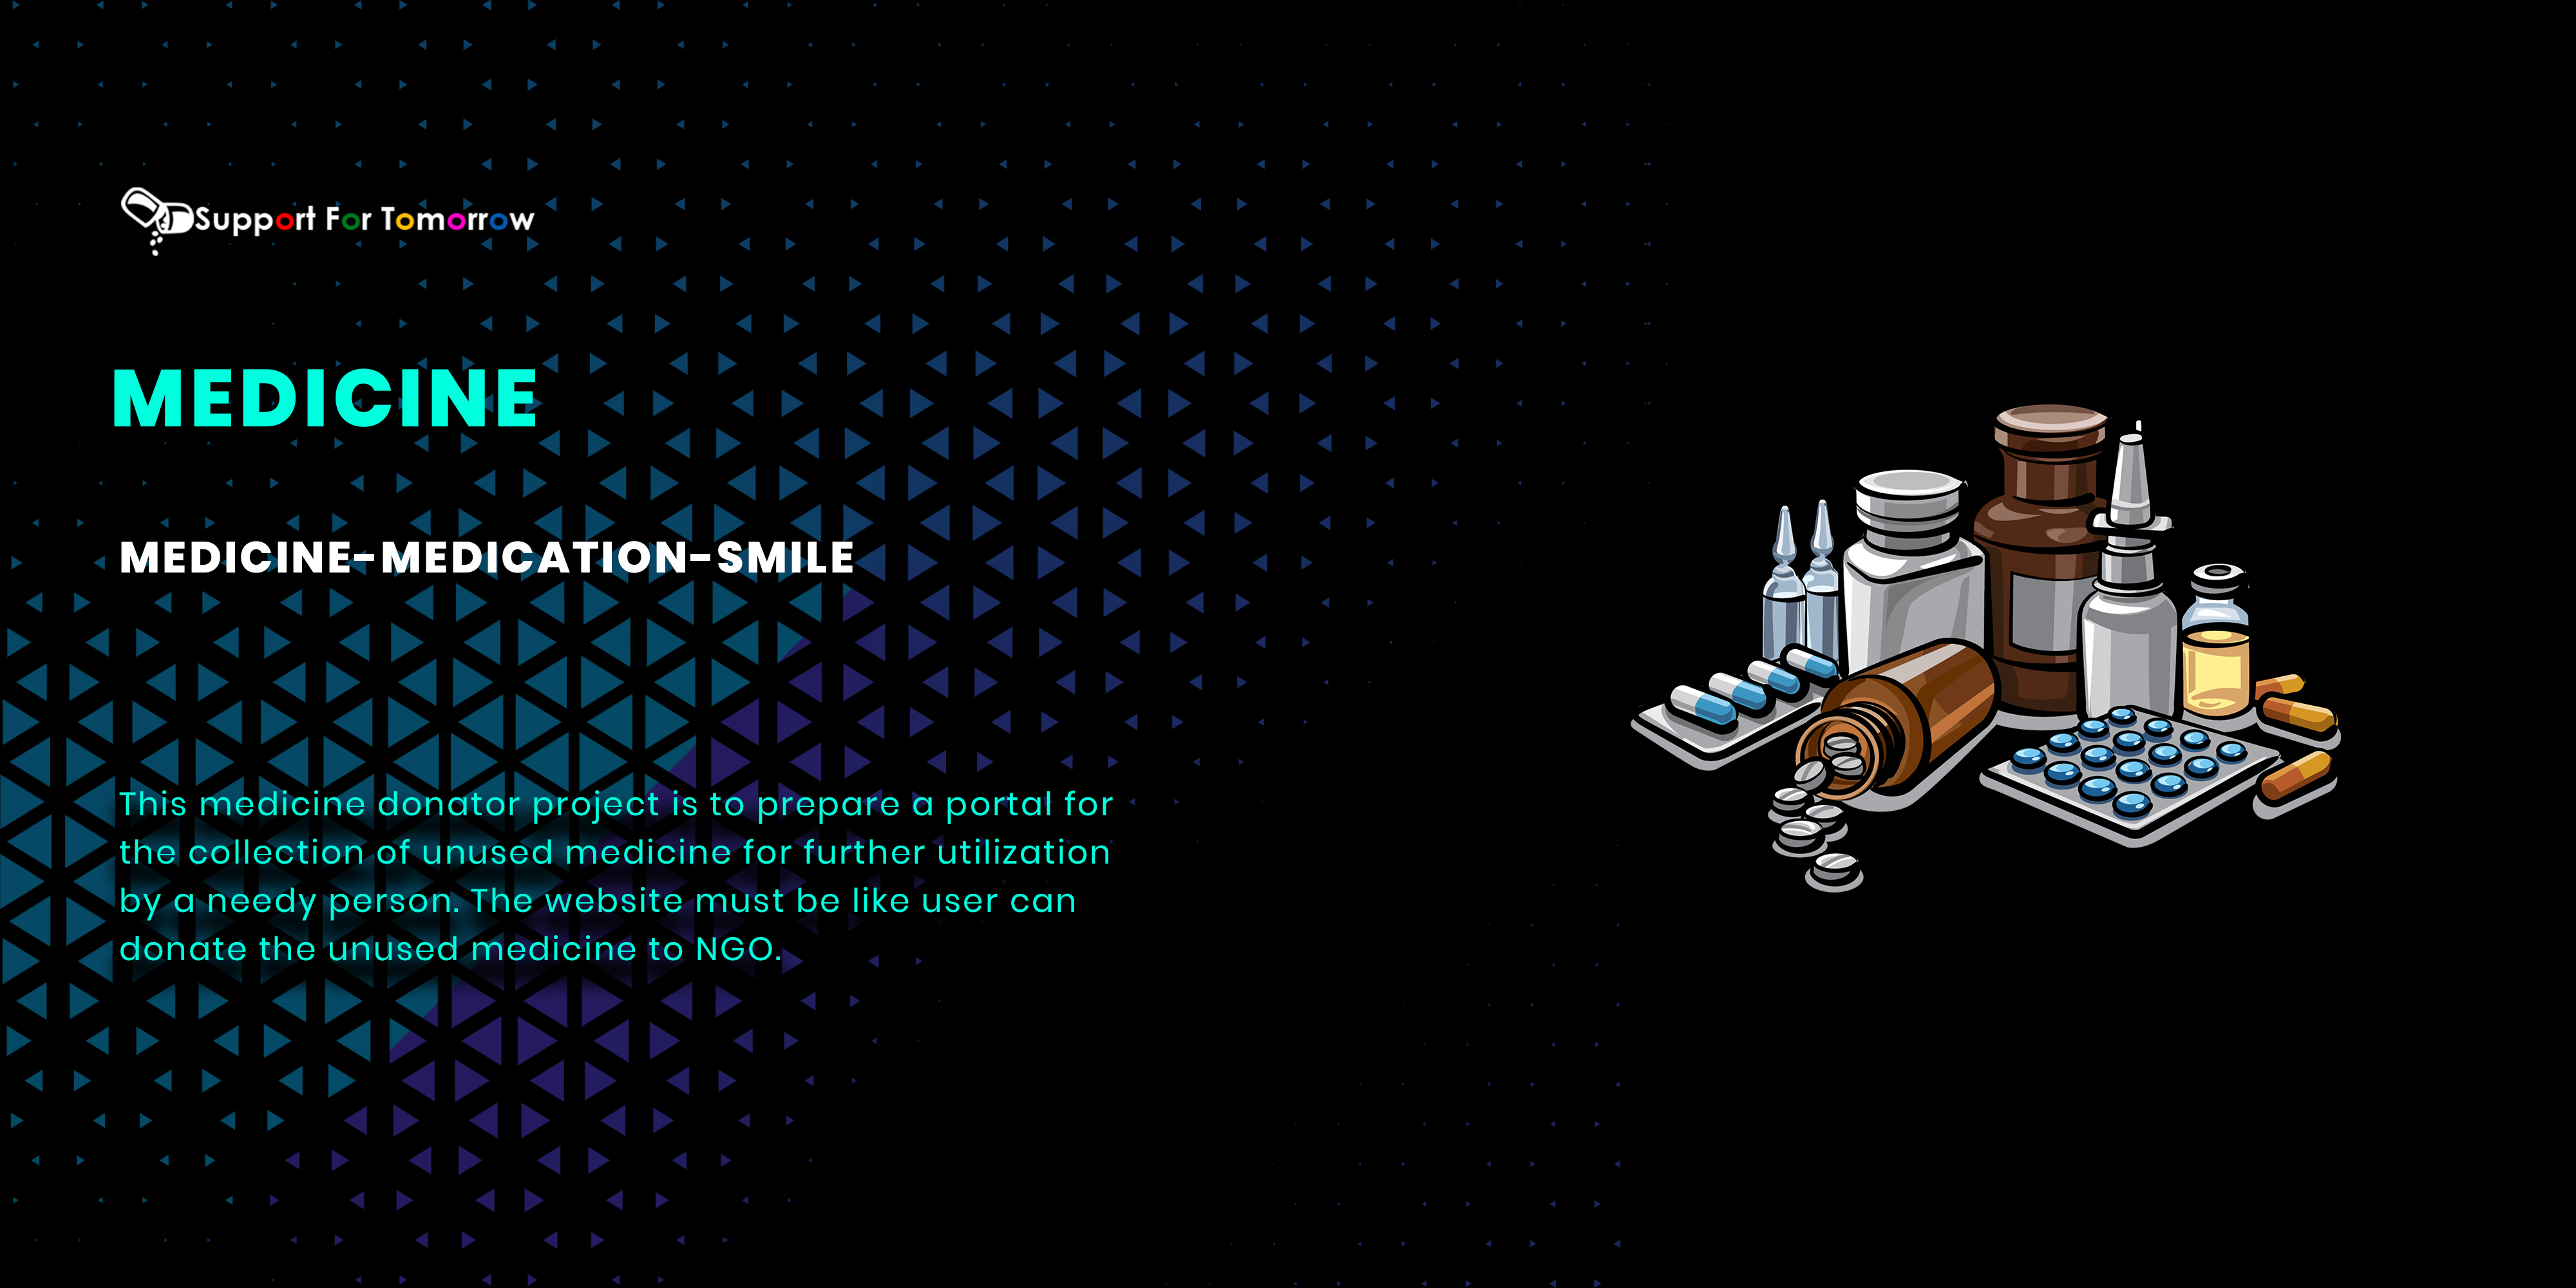 Support For Tomorrow
MEDICINE
MEDICINE-MEDICATION-SMILE
This medicine donator project is to prepare a portal for
the collection of unused medicine for further utilization
by a needy person. The website must be like user can
donate the unused medicine to NGO.